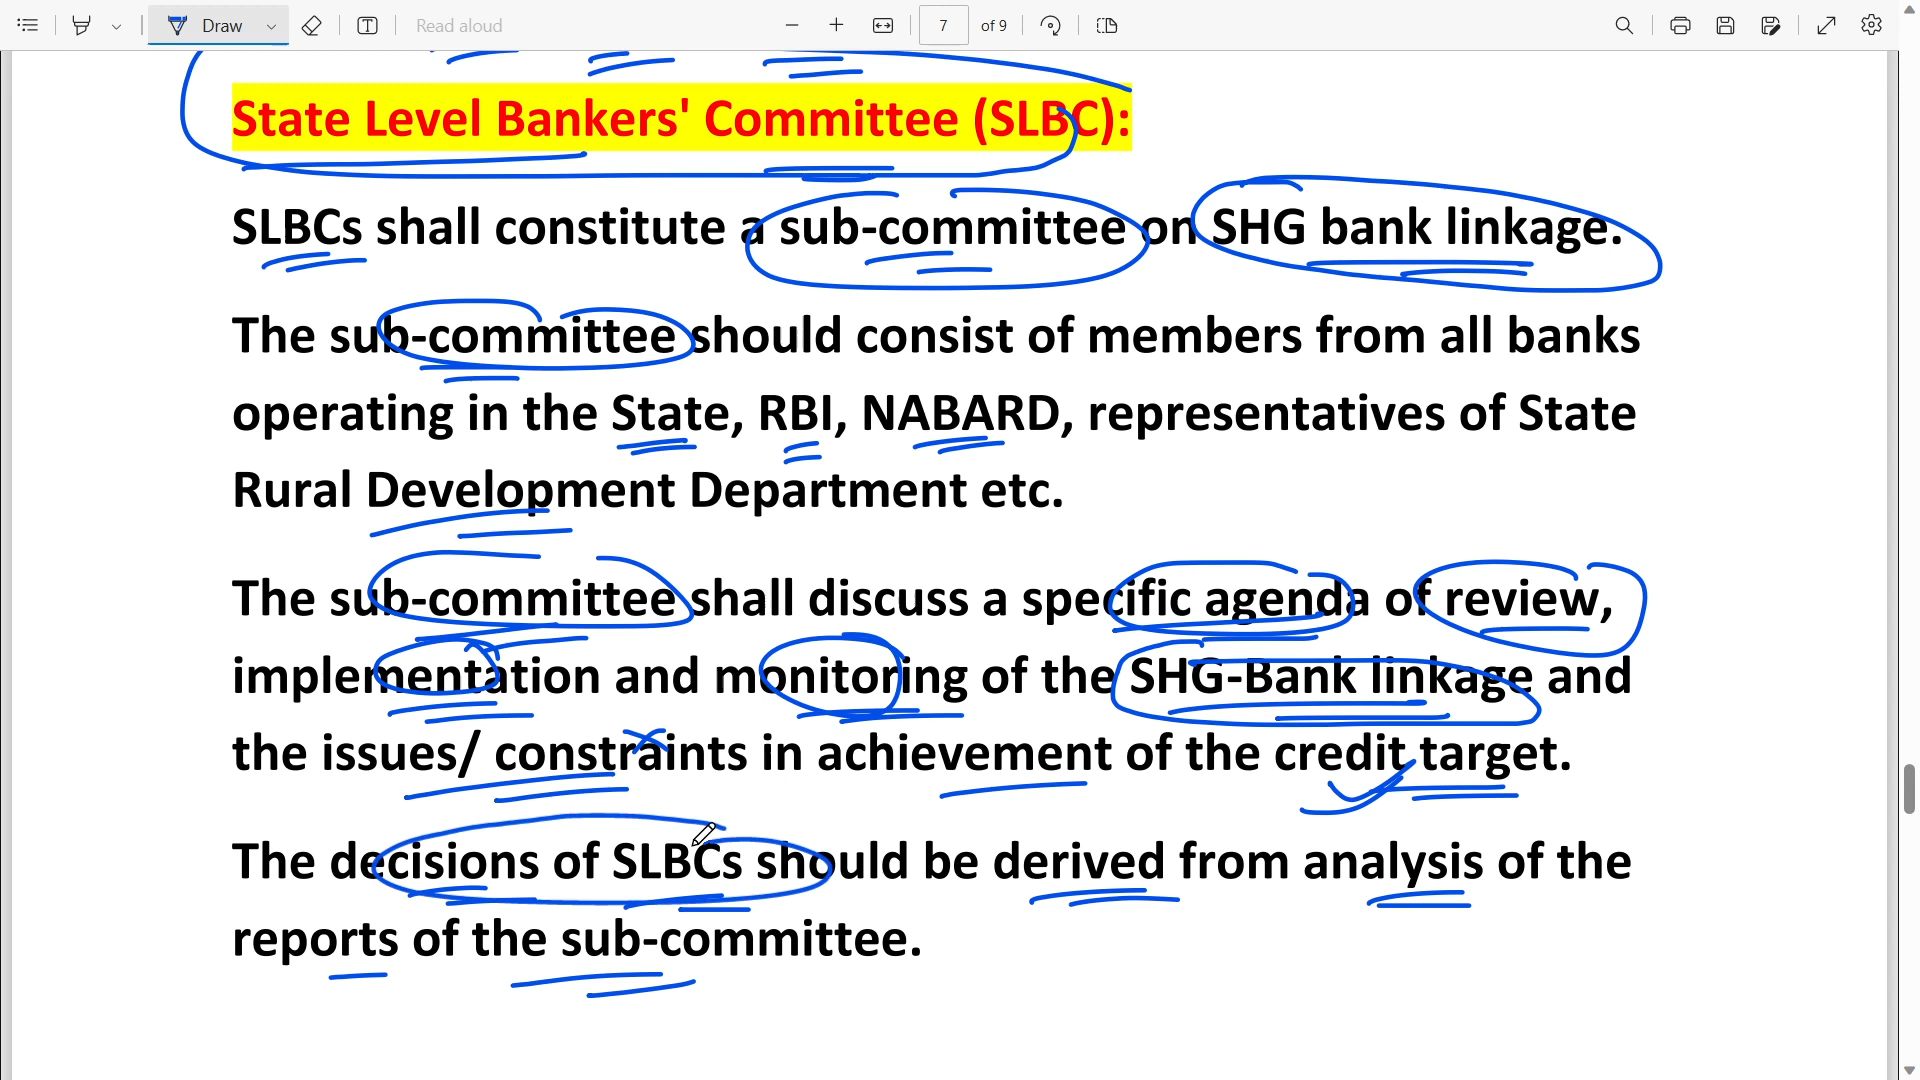 Draw
Read aloud
7 of 9
State Level Bankers' Committee (SLBC):
SLBCs shall constitute a sub-committee on SHG bank linkage.
The sub-committee should consist of members from all banks
operating in the State, RBI, NABARD, representatives of State
Rural Development Department etc.
The sub-committee shall discuss a specific agenda of review,
implementation and monitoring of the SHG-Bank linkage and
the issues/ constraints in achievement of the credit target.
The decisions of SLBCs should be derived from analysis of the
reports of the sub-committee.